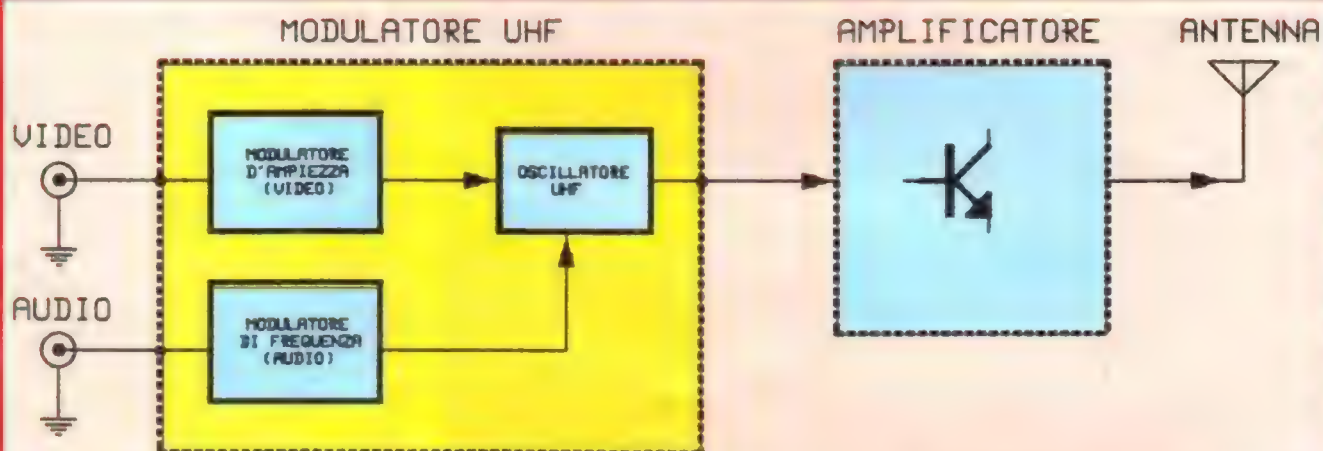 MODULATORE UHF
AMPLIFICATORE
ANTENNA
VIDEO
MODULATORE
D'AMPIEZZA
(VIDEO)
OSCILLATORE
UHF
AUDIO
MODULATORE
DI FREQUENZA
(AUDIO)